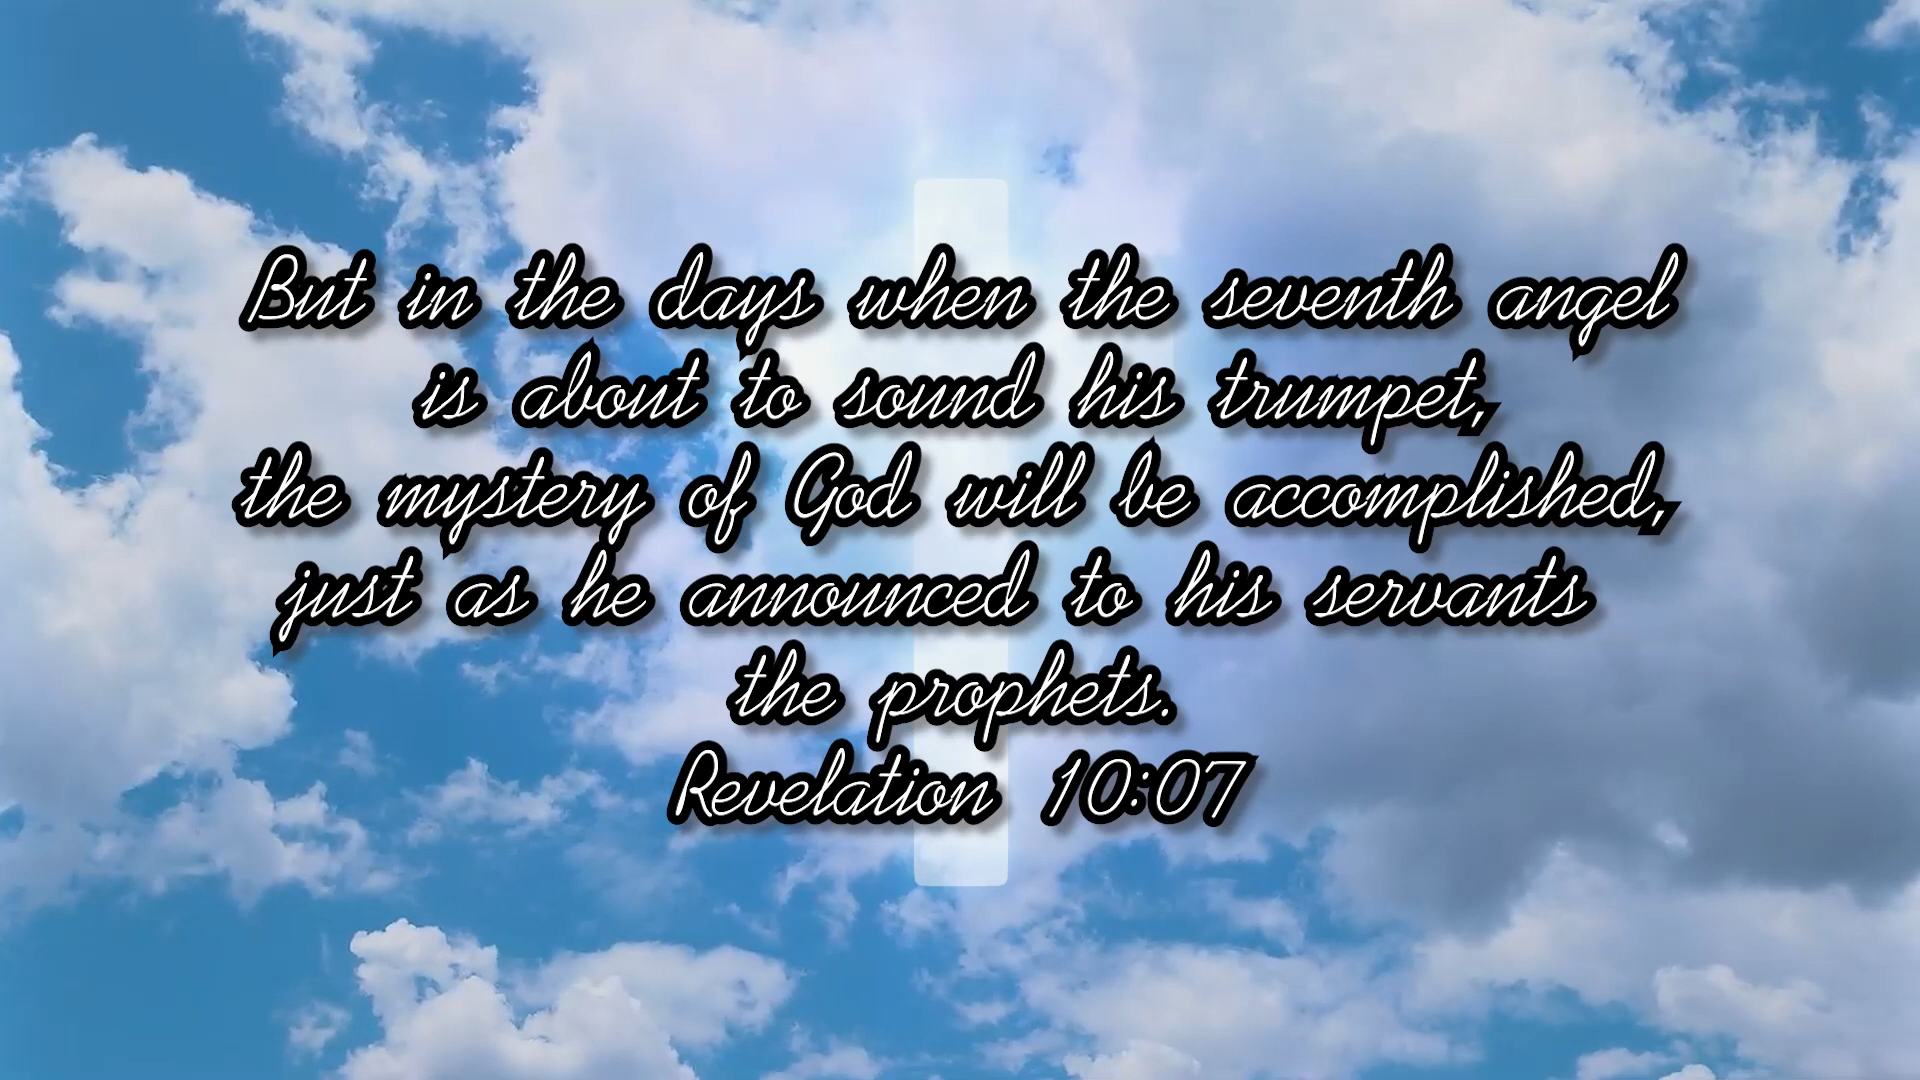 But in the days when the seventh angel
is about to sound his trumpet,
the mystery of God will be accomplished,
just as he announced to his servants
the prophets.
Revelation 10:07